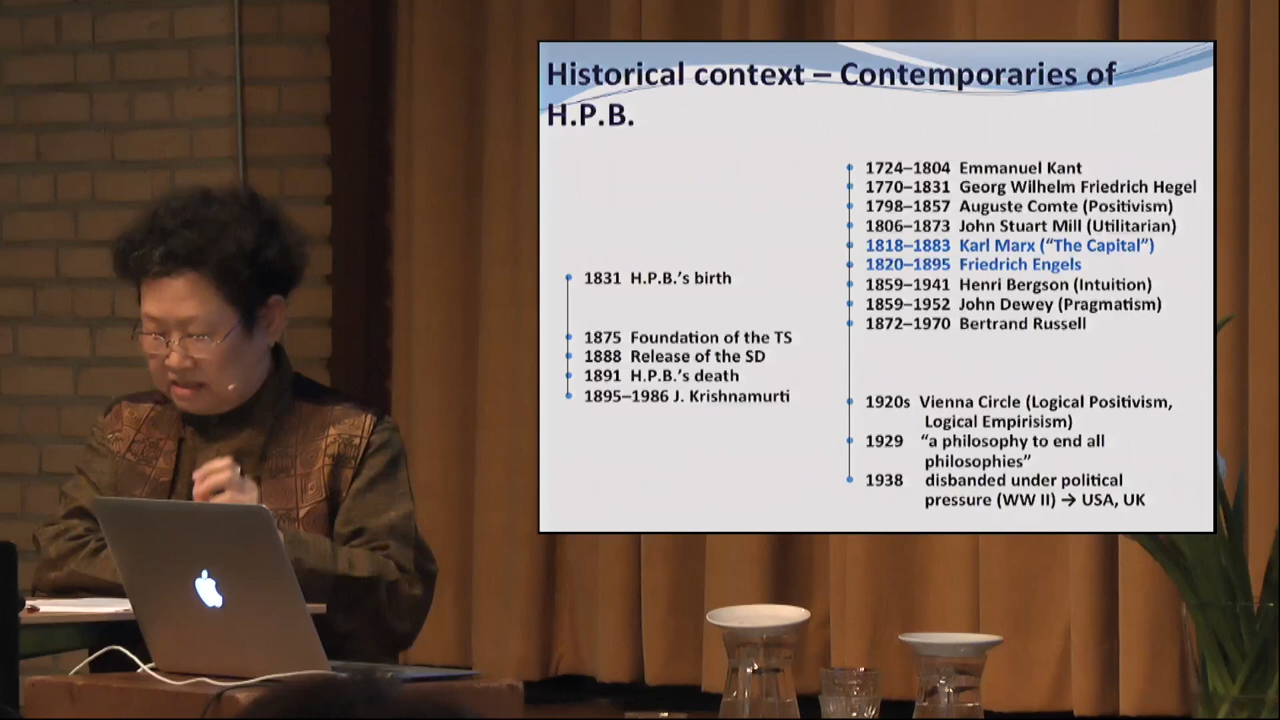 Historical context – Contemporaries of
H.P.B.
1831 H.P.B.'s birth
1875 Foundation of the TS
1888 Release of the SD
1891 H.P.B.'s death
1895–1986 J. Krishnamurti
1724–1804 Emmanuel Kant
1770–1831 Georg Wilhelm Friedrich Hegel
1798–1857 Auguste Comte (Positivism)
1806–1873 John Stuart Mill (Utilitarian)
1818–1883 Karl Marx (“The Capital”)
1820–1895 Friedrich Engels
1859–1941 Henri Bergson (Intuition)
1859–1952 John Dewey (Pragmatism)
1872–1970 Bertrand Russell
1920s Vienna Circle (Logical Positivism,
Logical Empirisism)
1929 “a philosophy to end all
philosophies”
1938 disbanded under political
pressure (WW II) → USA, UK